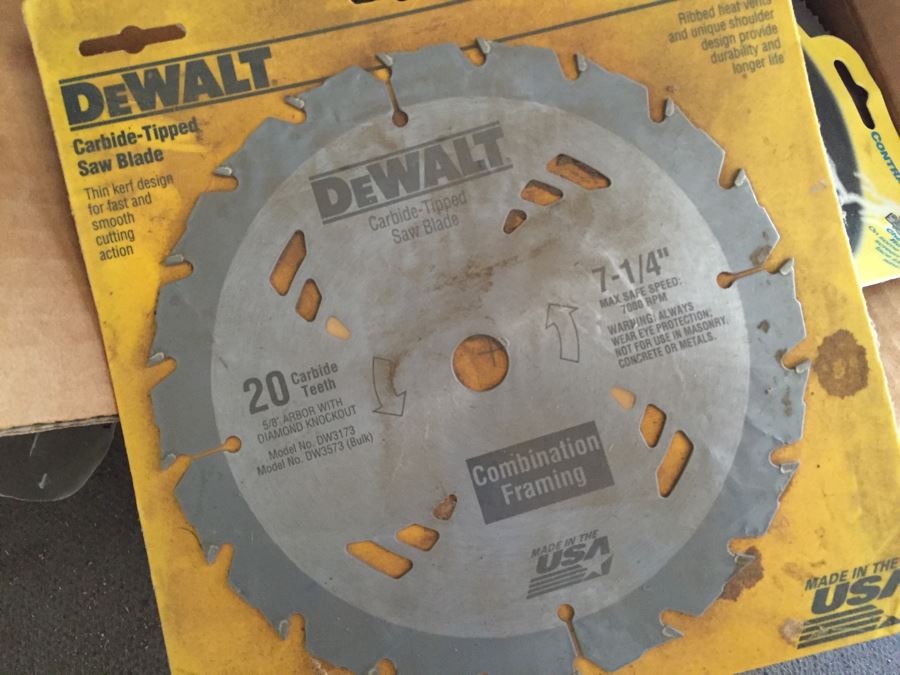 DEWALT
Carbide-Tipped
Saw Blade
Thin kerf design
for fast and
smooth
cutting
action
Ribbed heat vents
and unique shoulder
design provide
durability and
longer life
DEWALT
Carbide-Tipped
Saw Blade
7-1/4"
MAX SAFE SPEED:
7000 RPM
WARNING: ALWAYS
WEAR EYE PROTECTION.
NOT FOR USE IN MASONRY,
CONCRETE OR METALS.
20 Carbide
Teeth
5/8" ARBOR WITH
DIAMOND KNOCKOUT
Model No. DW3173
Model No. DW3573 (Bulk)
Combination
Framing
MADE IN THE
USA
MADE IN THE
USA